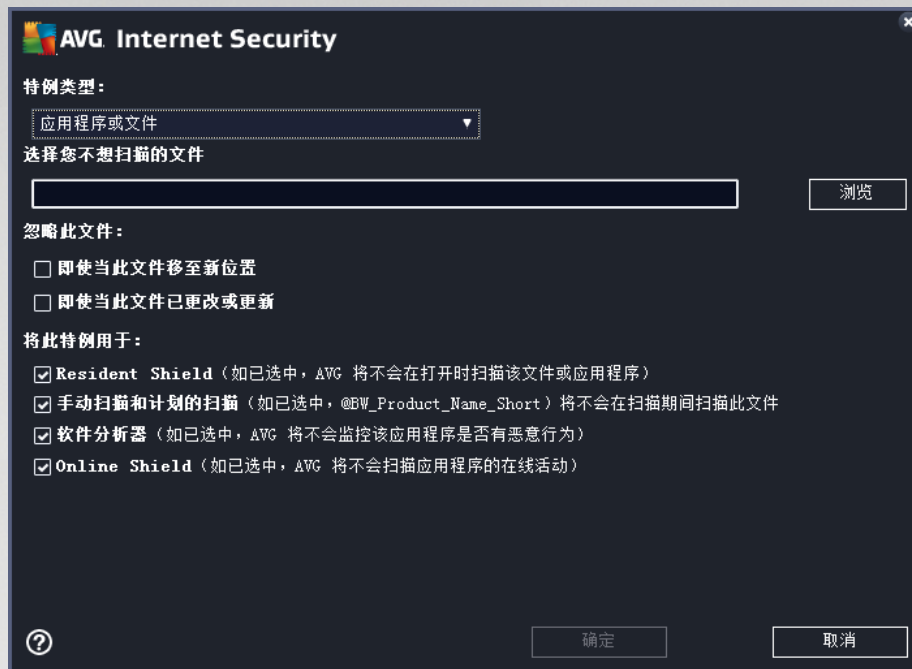 AVG. Internet Security
特例类型：
应用程序或文件
选择您不想扫描的文件
浏览
忽略此文件：
即使当此文件移至新位置
即使当此文件已更改或更新
将此特例用于：
Resident Shield（如已选中，AVG 将不会在打开时扫描该文件或应用程序）
手动扫描和计划的扫描（如已选中，@BW_Product_Name_Short）将不会在扫描期间扫描此文件
软件分析器（如已选中，AVG 将不会监控该应用程序是否有恶意行为）
Online Shield（如已选中，AVG 将不会扫描应用程序的在线活动）
? 确定 取消